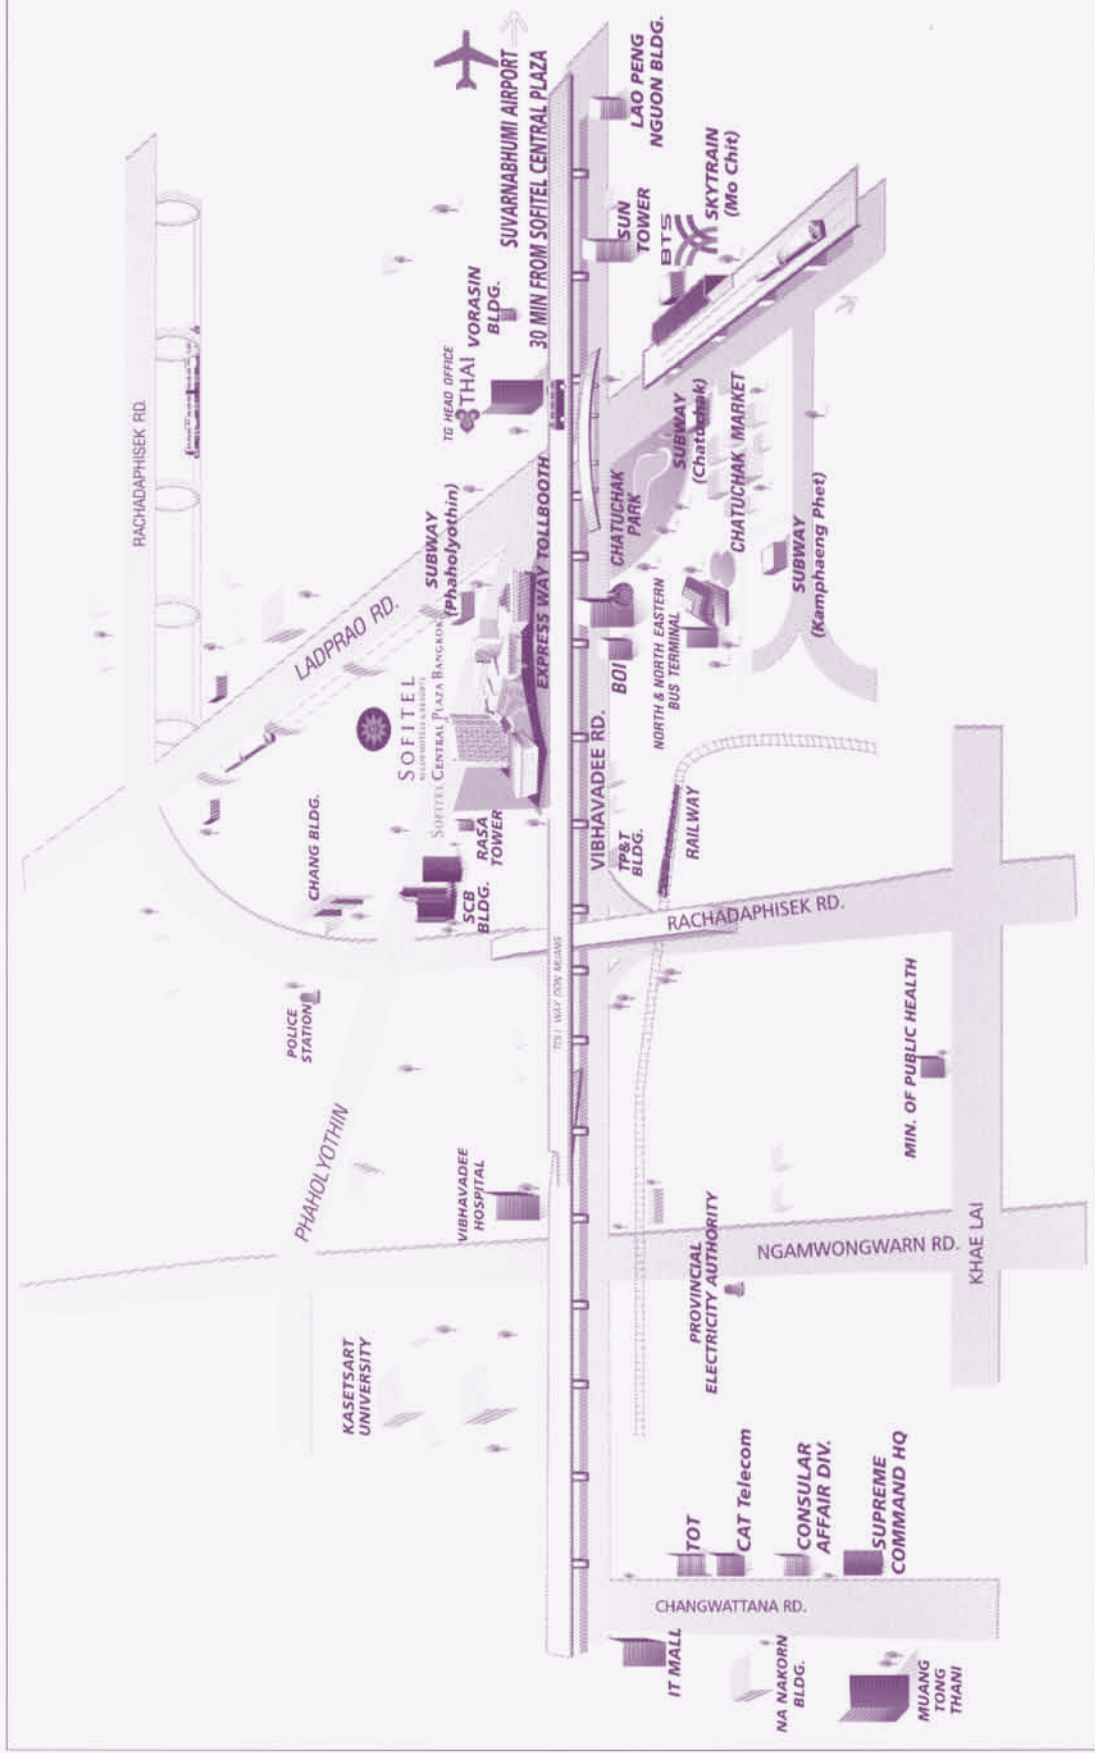 RACHADAPHISEK RD.
LADPRAO RD.
CHANG BLDG.
POLICE
STATION
PHAHOLYOTHIN
KASETSART
UNIVERSITY
SOFITEL
SOFITEL CENTRAL PLAZA BANGKOK
SUBWAY
(Phaholyothin)
TG HEAD OFFICE
THAI
VORASIN
BLDG.
SUVARNABHUMI AIRPORT
30 MIN FROM SOFITEL CENTRAL PLAZA
VIBHAVADEE
HOSPITAL
SCB
BLDG.
RASA
TOWER
EXPRESS WAY TOLLBOOTH
TOLL WAY DON MUANG
VIBHAVADEE RD.
TP&T
BLDG.
BOI
CHATUCHAK
PARK
SUN
TOWER
LAO PENG
NGUON BLDG.
BTS
SKYTRAIN
(Mo Chit)
SUBWAY
(Chatuchak)
CHATUCHAK MARKET
NORTH & NORTH EASTERN
BUS TERMINAL
SUBWAY
(Kamphaeng Phet)
RAILWAY
RACHADAPHISEK RD.
PROVINCIAL
ELECTRICITY AUTHORITY
NGAMWONGWARN RD.
MIN. OF PUBLIC HEALTH
KHAE LAI
TOT
CAT Telecom
CONSULAR
AFFAIR DIV.
SUPREME
COMMAND HQ
CHANGWATTANA RD.
IT MALL
NA NAKORN
BLDG.
MUANG
TONG
THANI